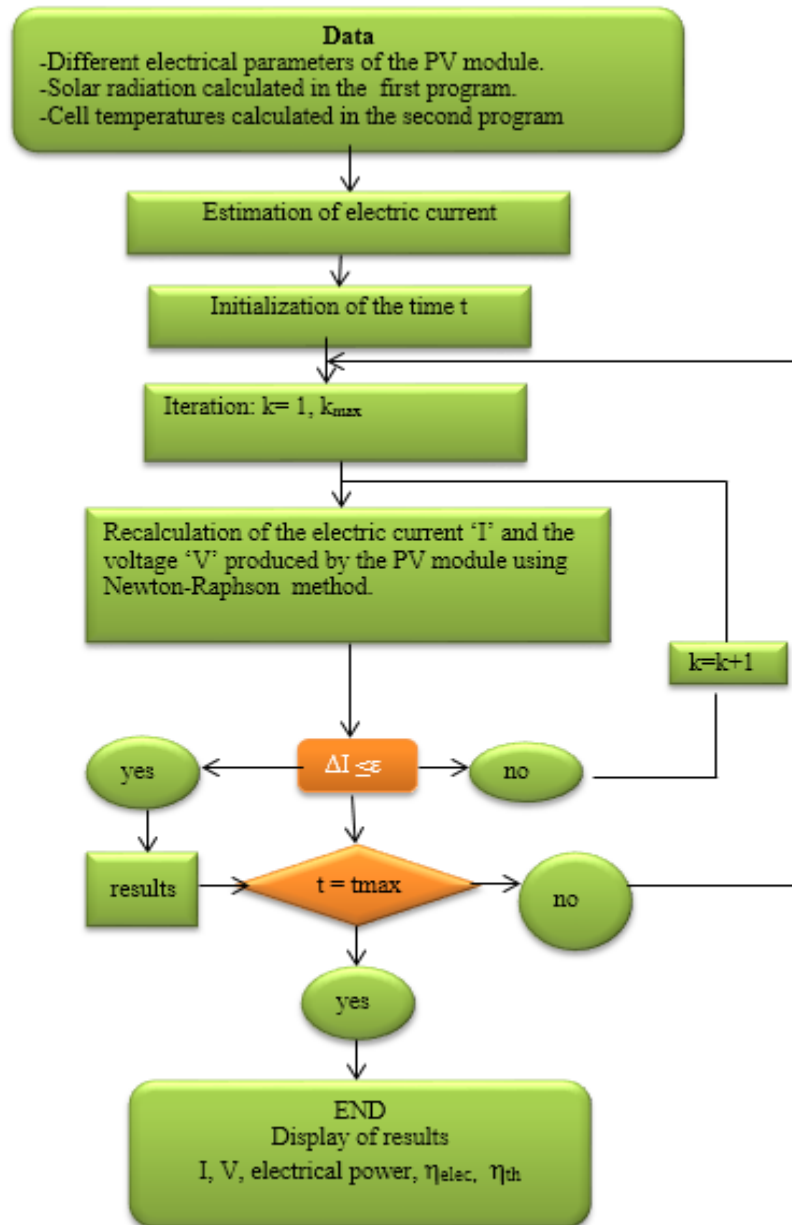 Data
-Different electrical parameters of the PV module.
-Solar radiation calculated in the first program.
-Cell temperatures calculated in the second program
Estimation of electric current
Initialization of the time t
Iteration: k= 1, kmax
Recalculation of the electric current ‘I’ and the
voltage ‘V’ produced by the PV module using
Newton-Raphson method.
k=k+1
yes
ΔI ≤ε
no
results
t = tmax
no
yes
END
Display of results
I, V, electrical power, ηelec, ηth